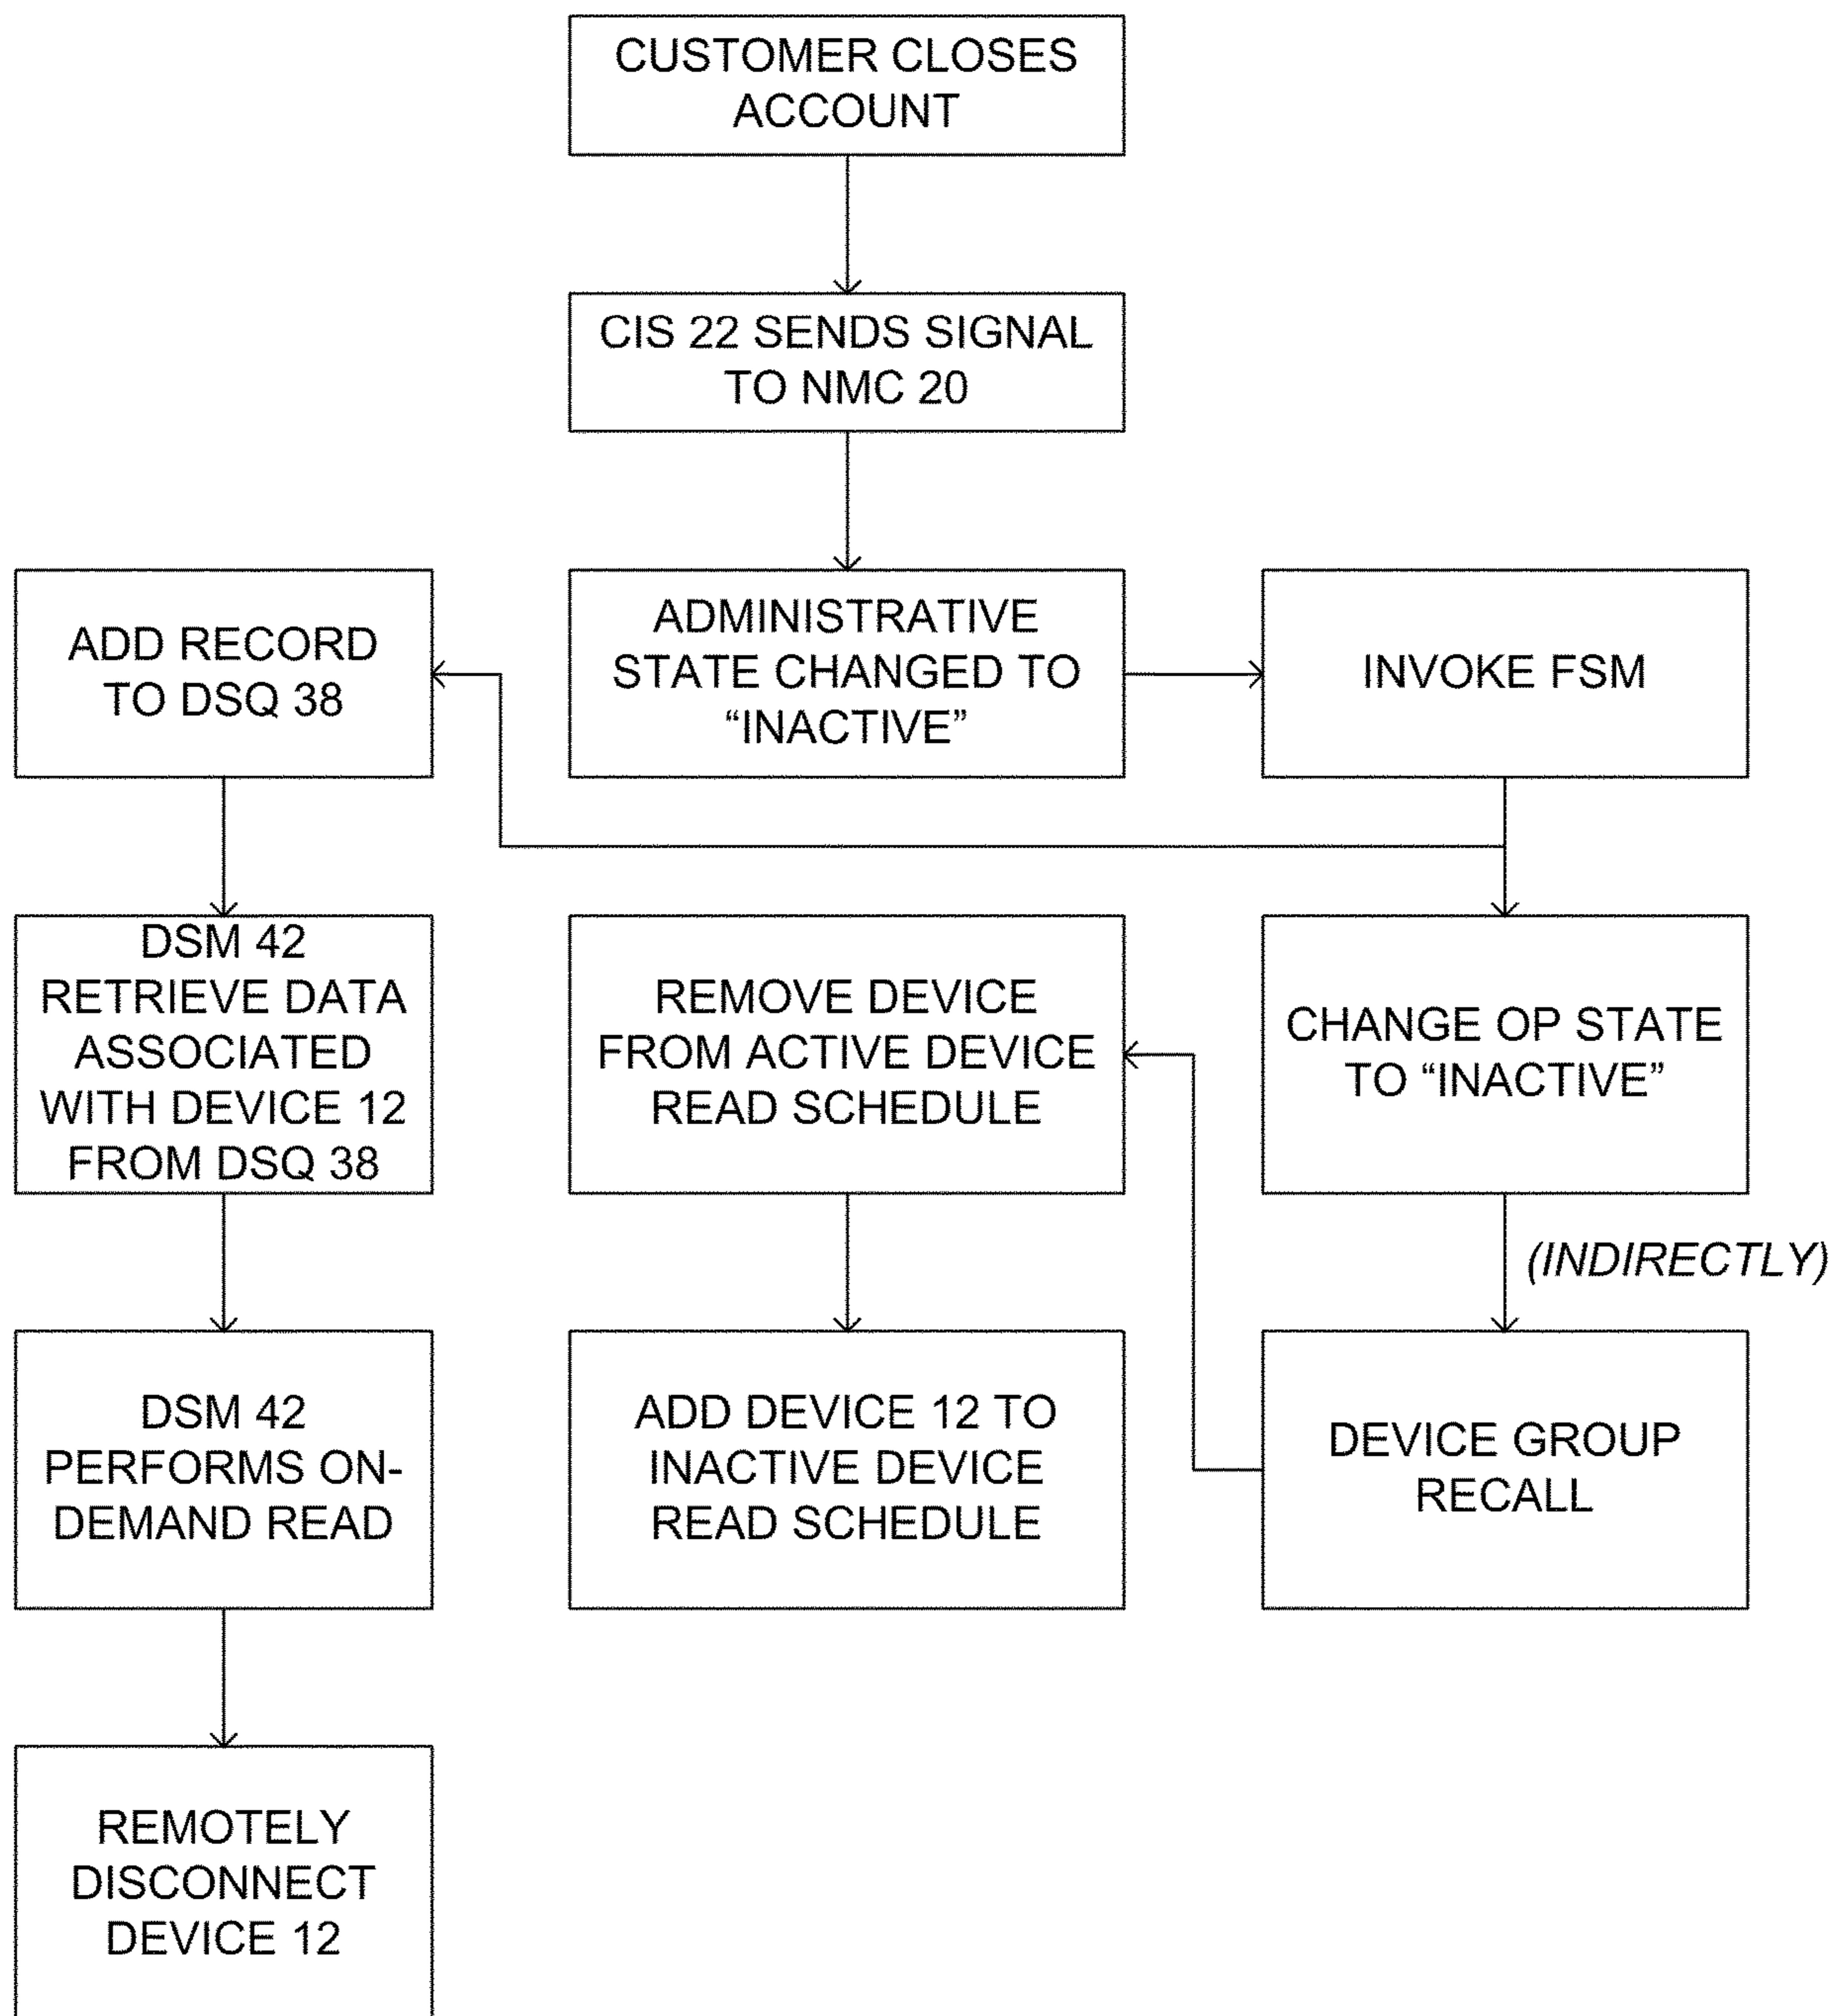 CUSTOMER CLOSES
ACCOUNT
CIS 22 SENDS SIGNAL
TO NMC 20
ADD RECORD
TO DSQ 38
ADMINISTRATIVE
STATE CHANGED TO
“INACTIVE”
INVOKE FSM
DSM 42
RETRIEVE DATA
ASSOCIATED
WITH DEVICE 12
FROM DSQ 38
REMOVE DEVICE
FROM ACTIVE DEVICE
READ SCHEDULE
CHANGE OP STATE
TO “INACTIVE”
(INDIRECTLY)
DSM 42
PERFORMS ON-
DEMAND READ
ADD DEVICE 12 TO
INACTIVE DEVICE
READ SCHEDULE
DEVICE GROUP
RECALL
REMOTELY
DISCONNECT
DEVICE 12